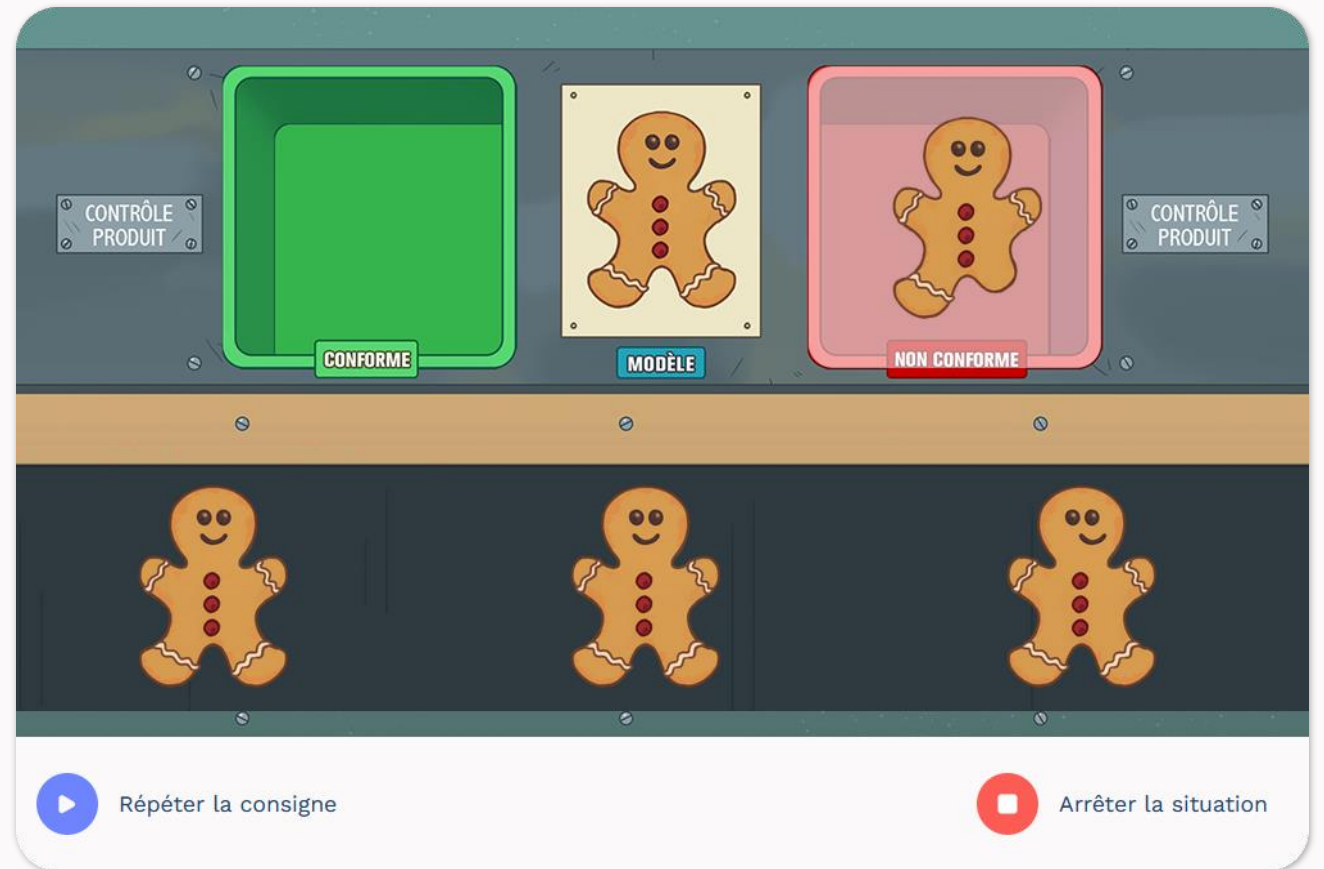 CONTRÔLE
PRODUIT
CONFORME
MODÈLE
NON CONFORME
CONTRÔLE
PRODUIT
Répéter la consigne
Arrêter la situation